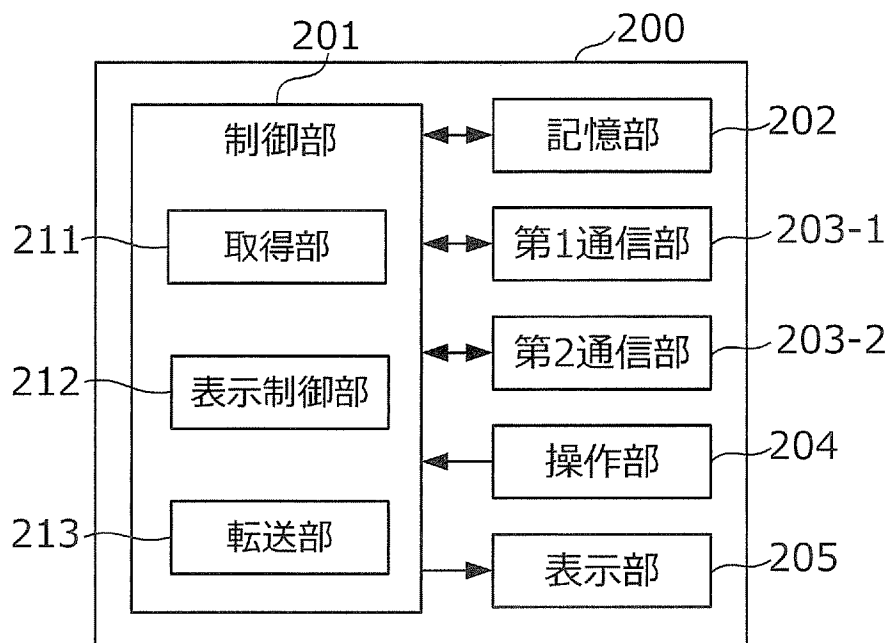 201
200
制御部
記憶部
202
211
取得部
第1通信部
203-1
第2通信部
203-2
212
表示制御部
操作部
204
213
転送部
表示部
205